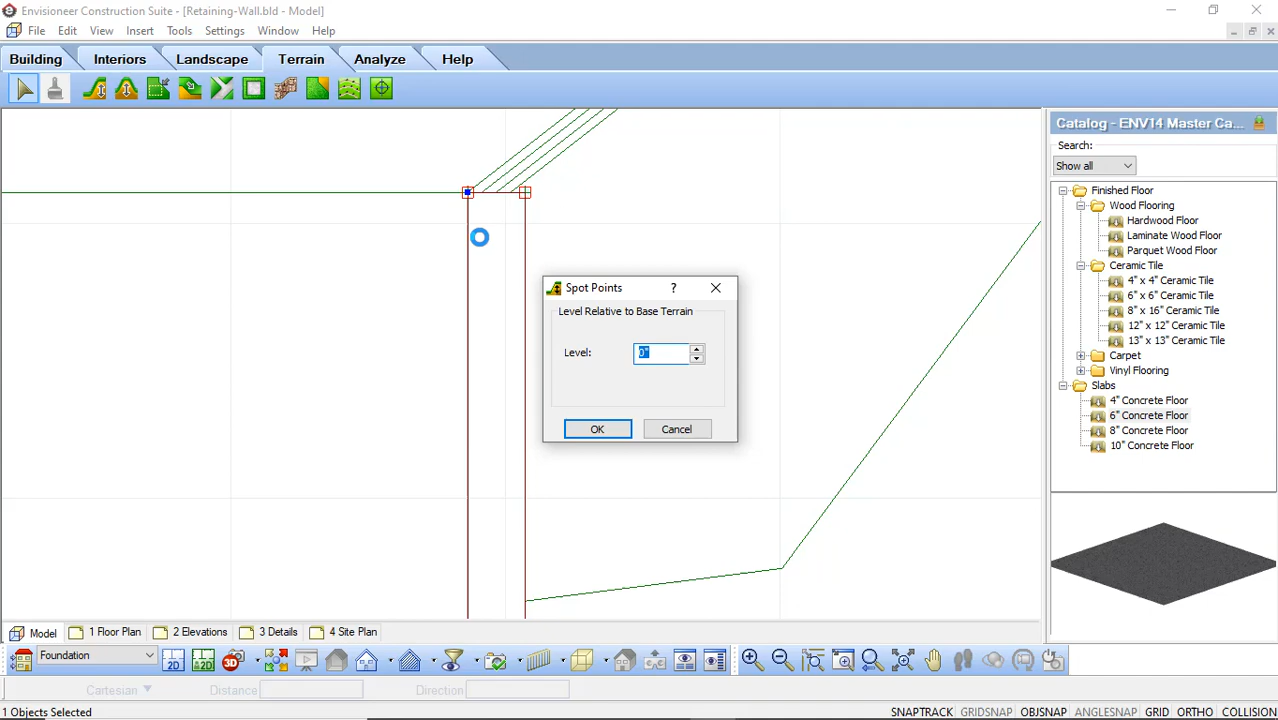 Envisioneer Construction Suite - [Retaining-Wall.bld - Model]
File Edit View Insert Tools Settings Window Help
Building Interiors Landscape Terrain Analyze Help
Catalog - ENV14 Master Ca...
Search:
Show all
Finished Floor
Wood Flooring
Hardwood Floor
Laminate Wood Floor
Parquet Wood Floor
Ceramic Tile
4" x 4" Ceramic Tile
6" x 6" Ceramic Tile
8" x 16" Ceramic Tile
12" x 12" Ceramic Tile
13" x 13" Ceramic Tile
Carpet
Vinyl Flooring
Slabs
4" Concrete Floor
6" Concrete Floor
8" Concrete Floor
10" Concrete Floor
Spot Points ?
Level Relative to Base Terrain
Level: 0"
OK Cancel
Model 1 Floor Plan 2 Elevations 3 Details 4 Site Plan
Foundation 2D 2D 3D
Cartesian Distance Direction
1 Objects Selected SNAPTRACK GRIDSNAP OBJSNAP ANGLESNAP GRID ORTHO COLLISION